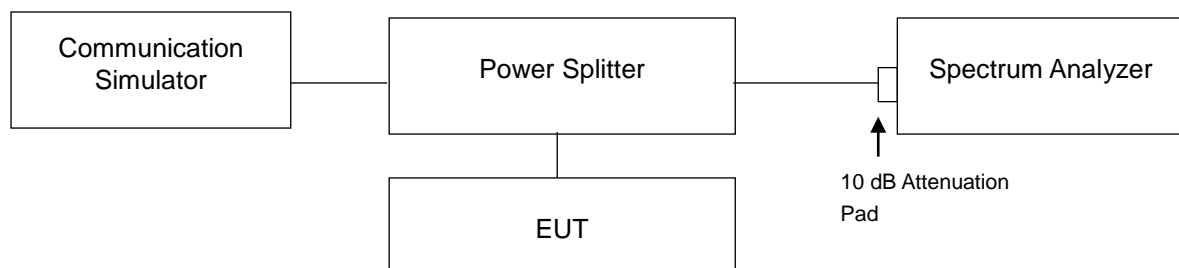 Communication
Simulator
Power Splitter
Spectrum Analyzer
10 dB Attenuation
Pad
EUT